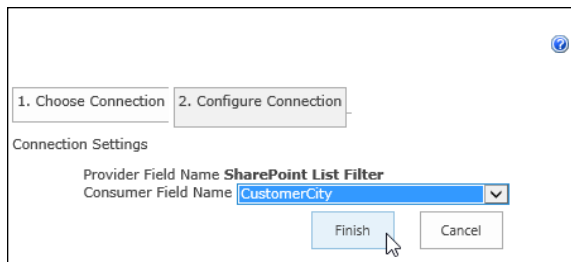 1. Choose Connection 2. Configure Connection
Connection Settings
Provider Field Name SharePoint List Filter
Consumer Field Name CustomerCity
Finish Cancel